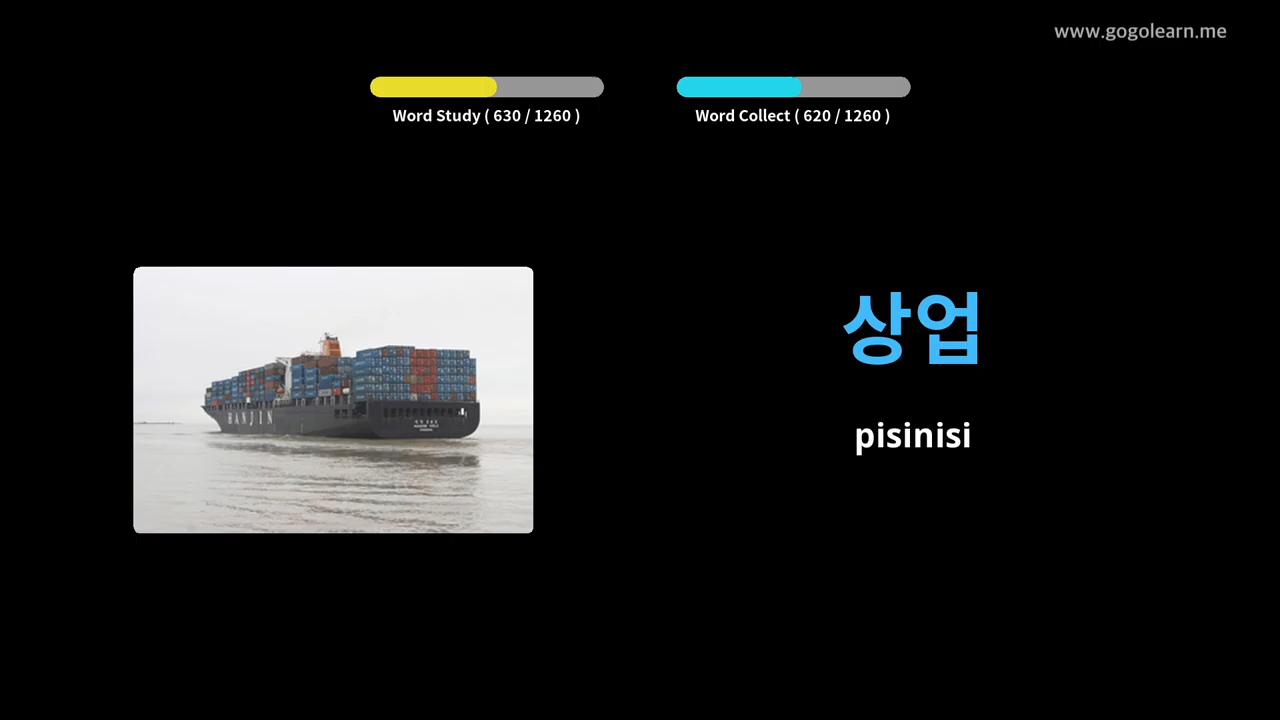 www.gogolearn.me
Word Study ( 630 / 1260 )
Word Collect ( 620 / 1260 )
HANJIN
상업
pisinisi